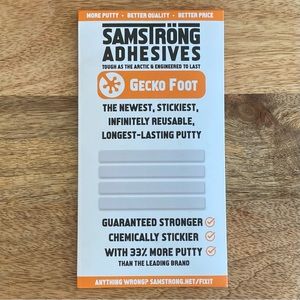 MORE PUTTY • BETTER QUALITY • BETTER PRICE
SAMSTRÖNG
ADHESIVES
TOUGH AS THE ARCTIC & ENGINEERED TO LAST
GECKO FOOT
THE NEWEST, STICKIEST,
INFINITELY REUSABLE,
LONGEST-LASTING PUTTY
GUARANTEED STRONGER
CHEMICALLY STICKIER
WITH 33% MORE PUTTY
THAN THE LEADING BRAND
ANYTHING WRONG? SAMSTRONG.NET/FIXIT